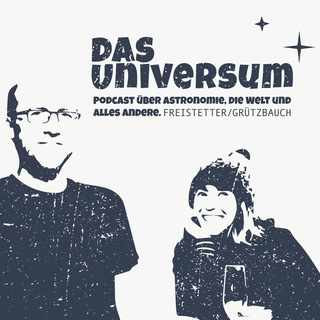 Das
Universum
Podcast über Astronomie, die Welt und
alles andere. FREISTETTER/GRÜTZBAUCH